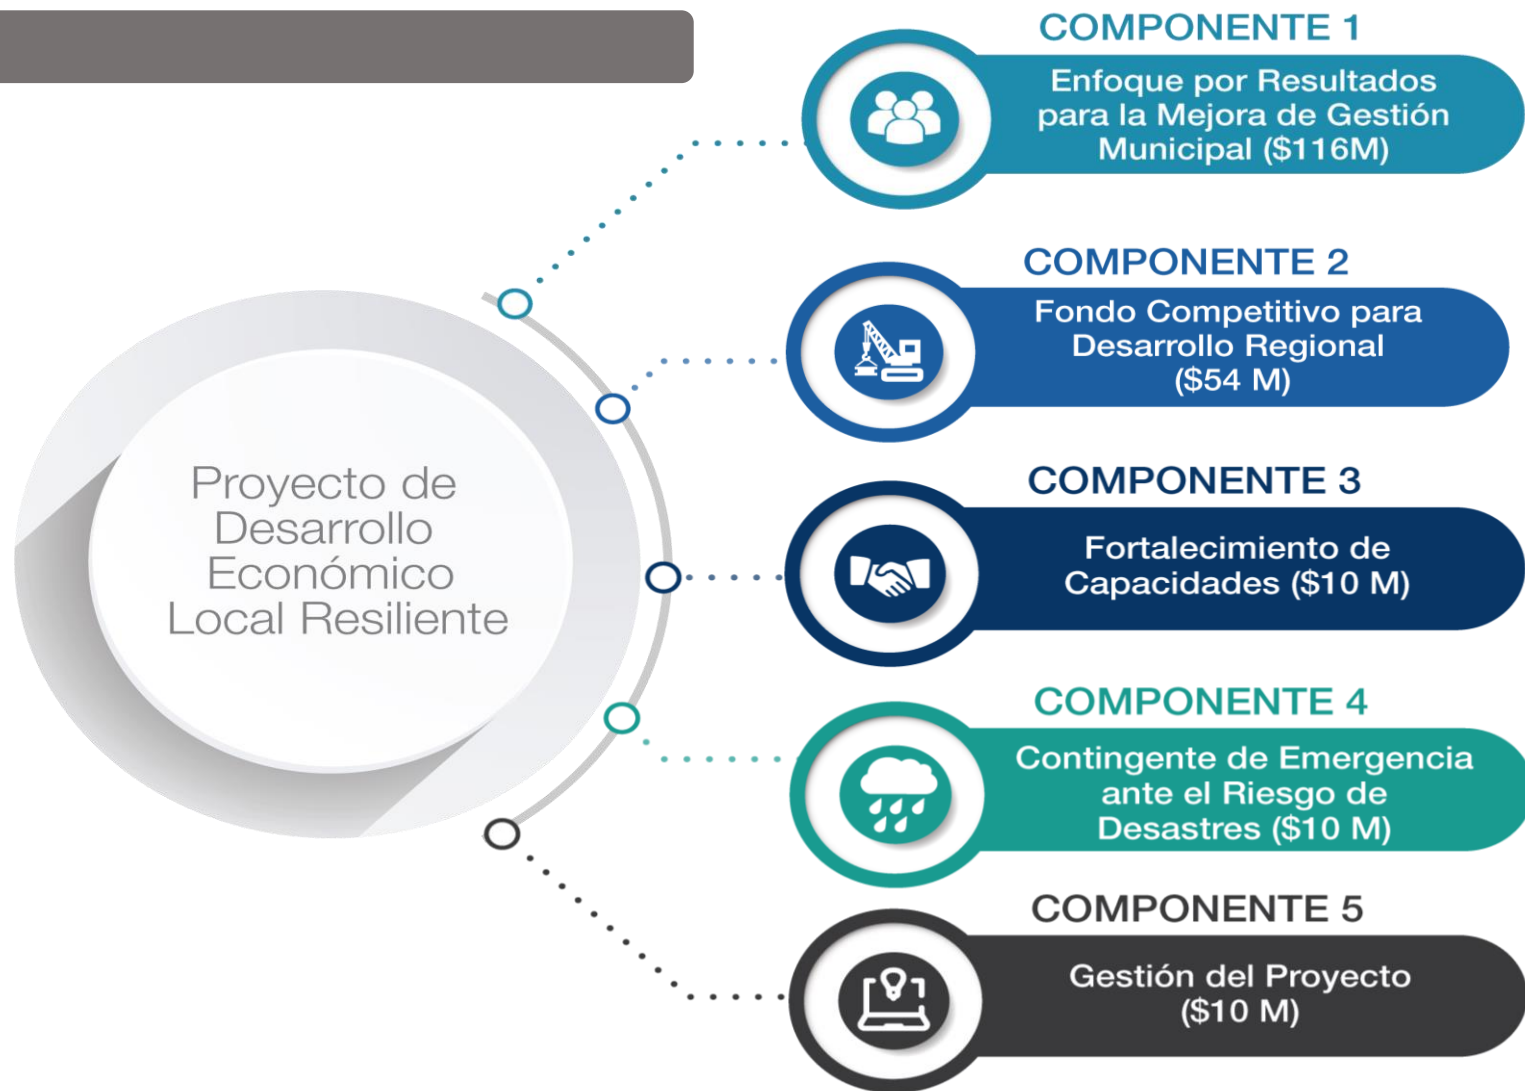 Proyecto de
Desarrollo
Económico
Local Resiliente
COMPONENTE 1
Enfoque por Resultados
para la Mejora de Gestión
Municipal ($116M)
COMPONENTE 2
Fondo Competitivo para
Desarrollo Regional
($54 M)
COMPONENTE 3
Fortalecimiento de
Capacidades ($10 M)
COMPONENTE 4
Contingente de Emergencia
ante el Riesgo de
Desastres ($10 M)
COMPONENTE 5
Gestión del Proyecto
($10 M)